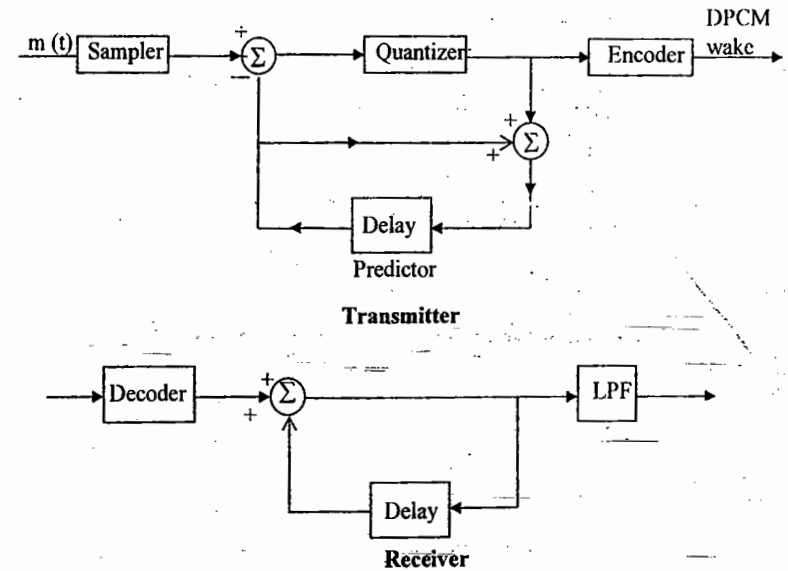 DPCM
m (t) Sampler + Σ Quantizer Encoder wake
−
+
+ Σ
Delay
Predictor
Transmitter
Decoder + Σ LPF
+
Delay
Receiver